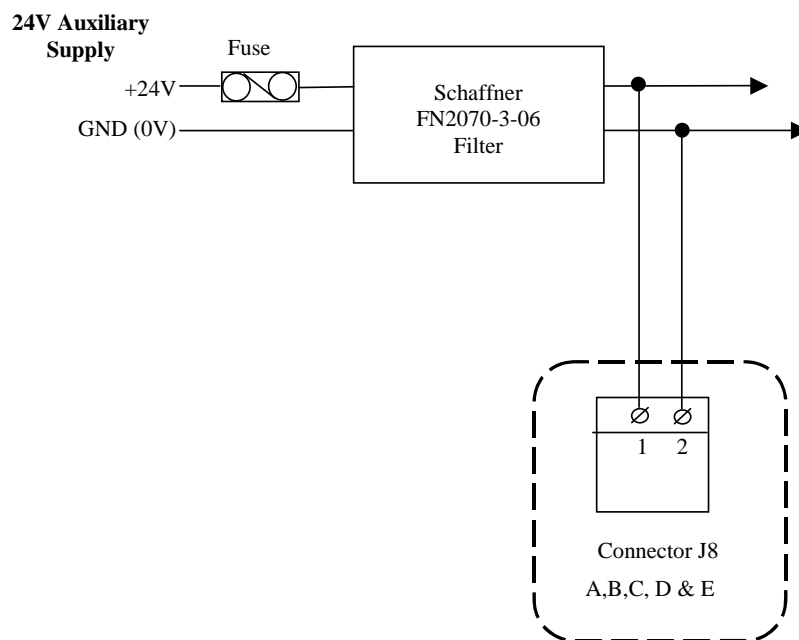 24V Auxiliary
Supply
Fuse
+24V
GND (0V)
Schaffner
FN2070-3-06
Filter
1 2
Connector J8
A,B,C, D & E